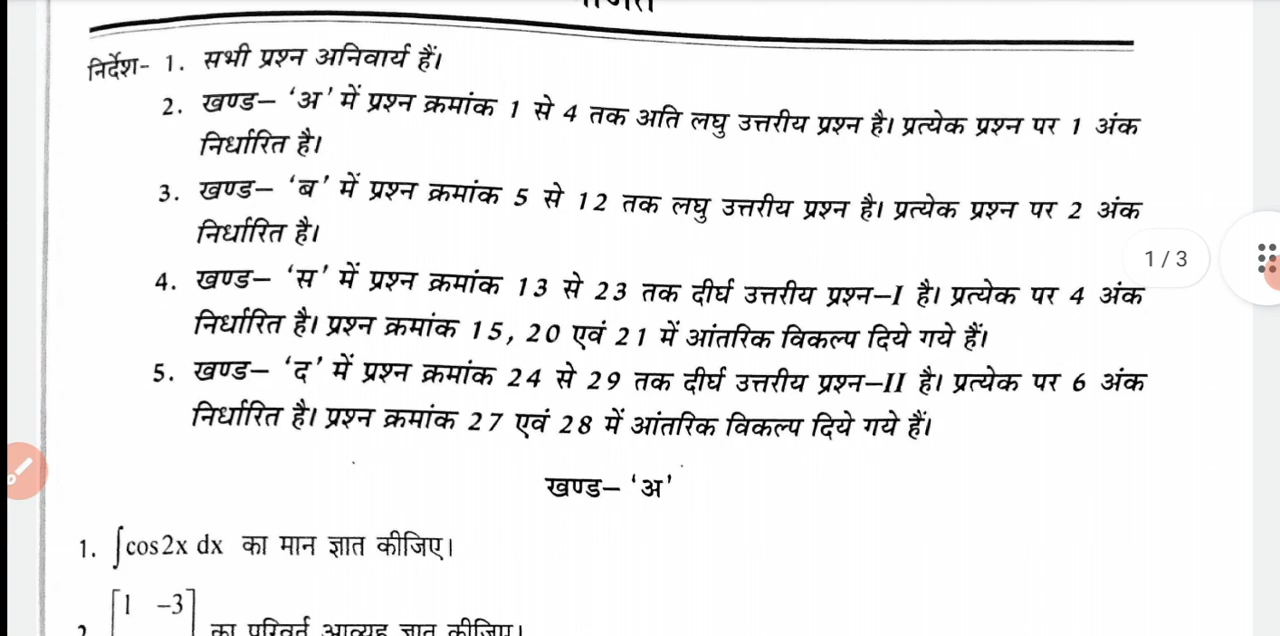 निर्देश- 1. सभी प्रश्न अनिवार्य हैं।
2. खण्ड– ‘अ’ में प्रश्न क्रमांक 1 से 4 तक अति लघु उत्तरीय प्रश्न है। प्रत्येक प्रश्न पर 1 अंक
निर्धारित है।
3. खण्ड– ‘ब’ में प्रश्न क्रमांक 5 से 12 तक लघु उत्तरीय प्रश्न है। प्रत्येक प्रश्न पर 2 अंक
निर्धारित है।
1 / 3
4. खण्ड– ‘स’ में प्रश्न क्रमांक 13 से 23 तक दीर्घ उत्तरीय प्रश्न–I है। प्रत्येक पर 4 अंक
निर्धारित है। प्रश्न क्रमांक 15, 20 एवं 21 में आंतरिक विकल्प दिये गये हैं।
5. खण्ड– ‘द’ में प्रश्न क्रमांक 24 से 29 तक दीर्घ उत्तरीय प्रश्न–II है। प्रत्येक पर 6 अंक
निर्धारित है। प्रश्न क्रमांक 27 एवं 28 में आंतरिक विकल्प दिये गये हैं।
खण्ड– ‘अ’
1. ∫cos2x dx का मान ज्ञात कीजिए।
[1 –3]
का ज्ञात कीजिए।